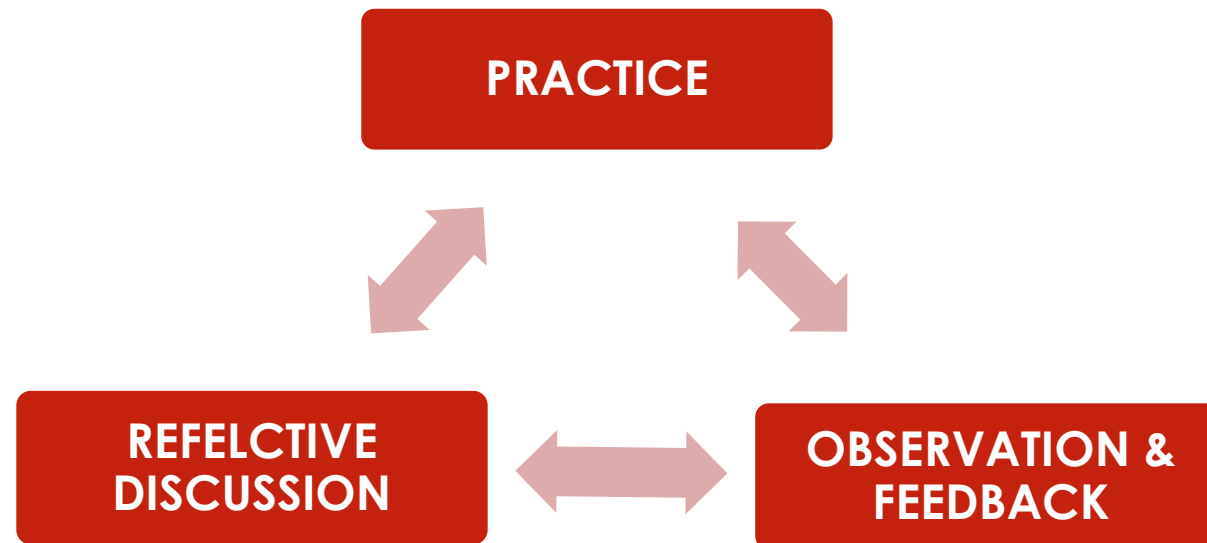 PRACTICE
REFELCTIVE
DISCUSSION
OBSERVATION &
FEEDBACK